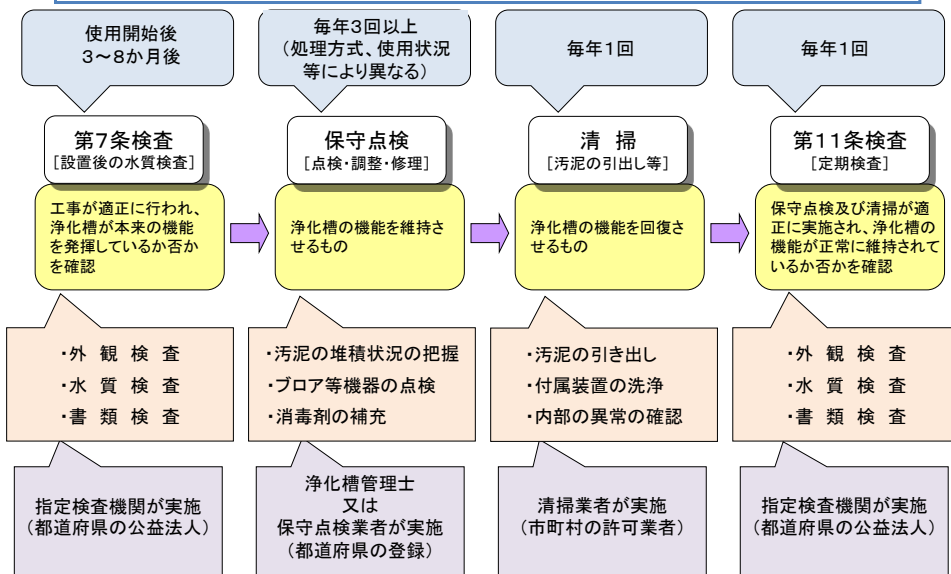 使用開始後
3～8か月後
第7条検査
[設置後の水質検査]
工事が適正に行われ、
浄化槽が本来の機能
を発揮しているか否か
を確認
・外 観 検 査
・水 質 検 査
・書 類 検 査
指定検査機関が実施
(都道府県の公益法人)
毎年3回以上
(処理方式、使用状況
等により異なる)
保守点検
[点検・調整・修理]
浄化槽の機能を維持さ
せるもの
・汚泥の堆積状況の把握
・ブロア等機器の点検
・消毒剤の補充
浄化槽管理士
又は
保守点検業者が実施
(都道府県の登録)
毎年1回
清 掃
[汚泥の引出し等]
浄化槽の機能を回復さ
せるもの
・汚泥の引き出し
・付属装置の洗浄
・内部の異常の確認
清掃業者が実施
(市町村の許可業者)
毎年1回
第11条検査
[定期検査]
保守点検及び清掃が適
正に実施され、浄化槽の
機能が正常に維持されて
いるか否かを確認
・外 観 検 査
・水 質 検 査
・書 類 検 査
指定検査機関が実施
(都道府県の公益法人)